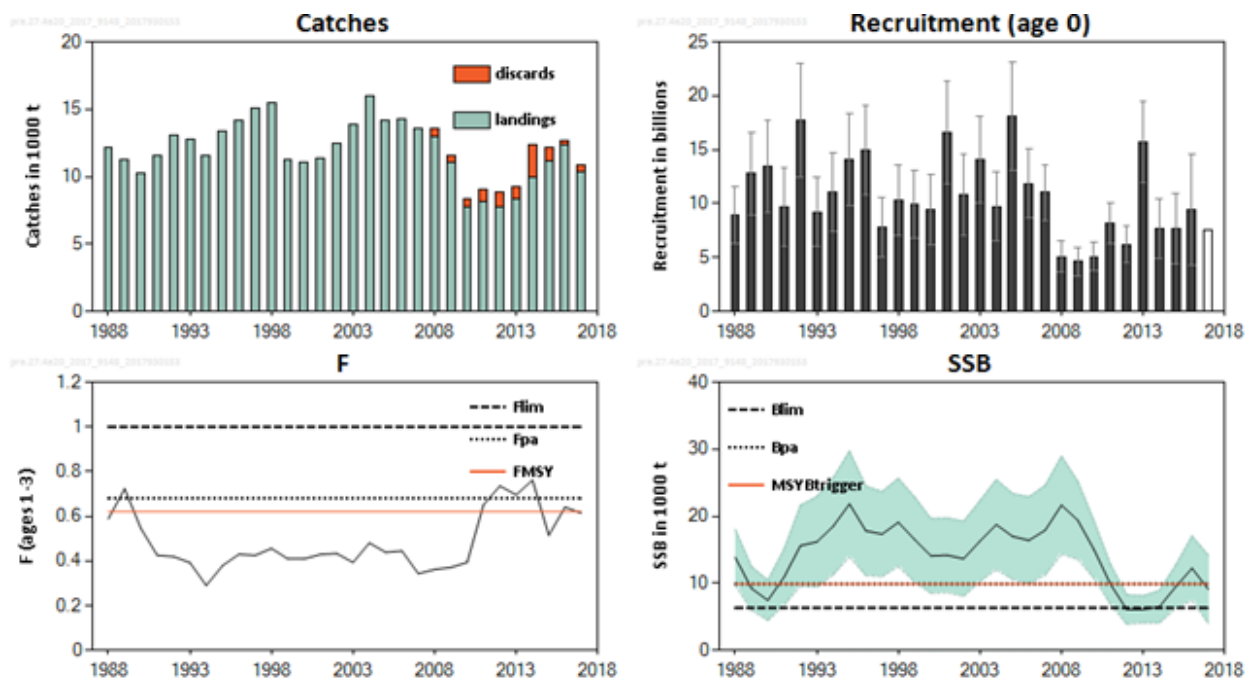 Catches
20
15
10
5
0
Catches in 1000 t
discards
landings
1988 1993 1998 2003 2008 2013 2018
Recruitment (age 0)
25
20
15
10
5
0
Recruitment in billions
1988 1993 1998 2003 2008 2013 2018
F
1.2
1
0.8
0.6
0.4
0.2
0
F (ages 1-3)
Flim
Fpa
FMSY
1988 1993 1998 2003 2008 2013 2018
SSB
40
30
20
10
0
SSB in 1000 t
Blim
Bpa
MSYBtrigger
1988 1993 1998 2003 2008 2013 2018